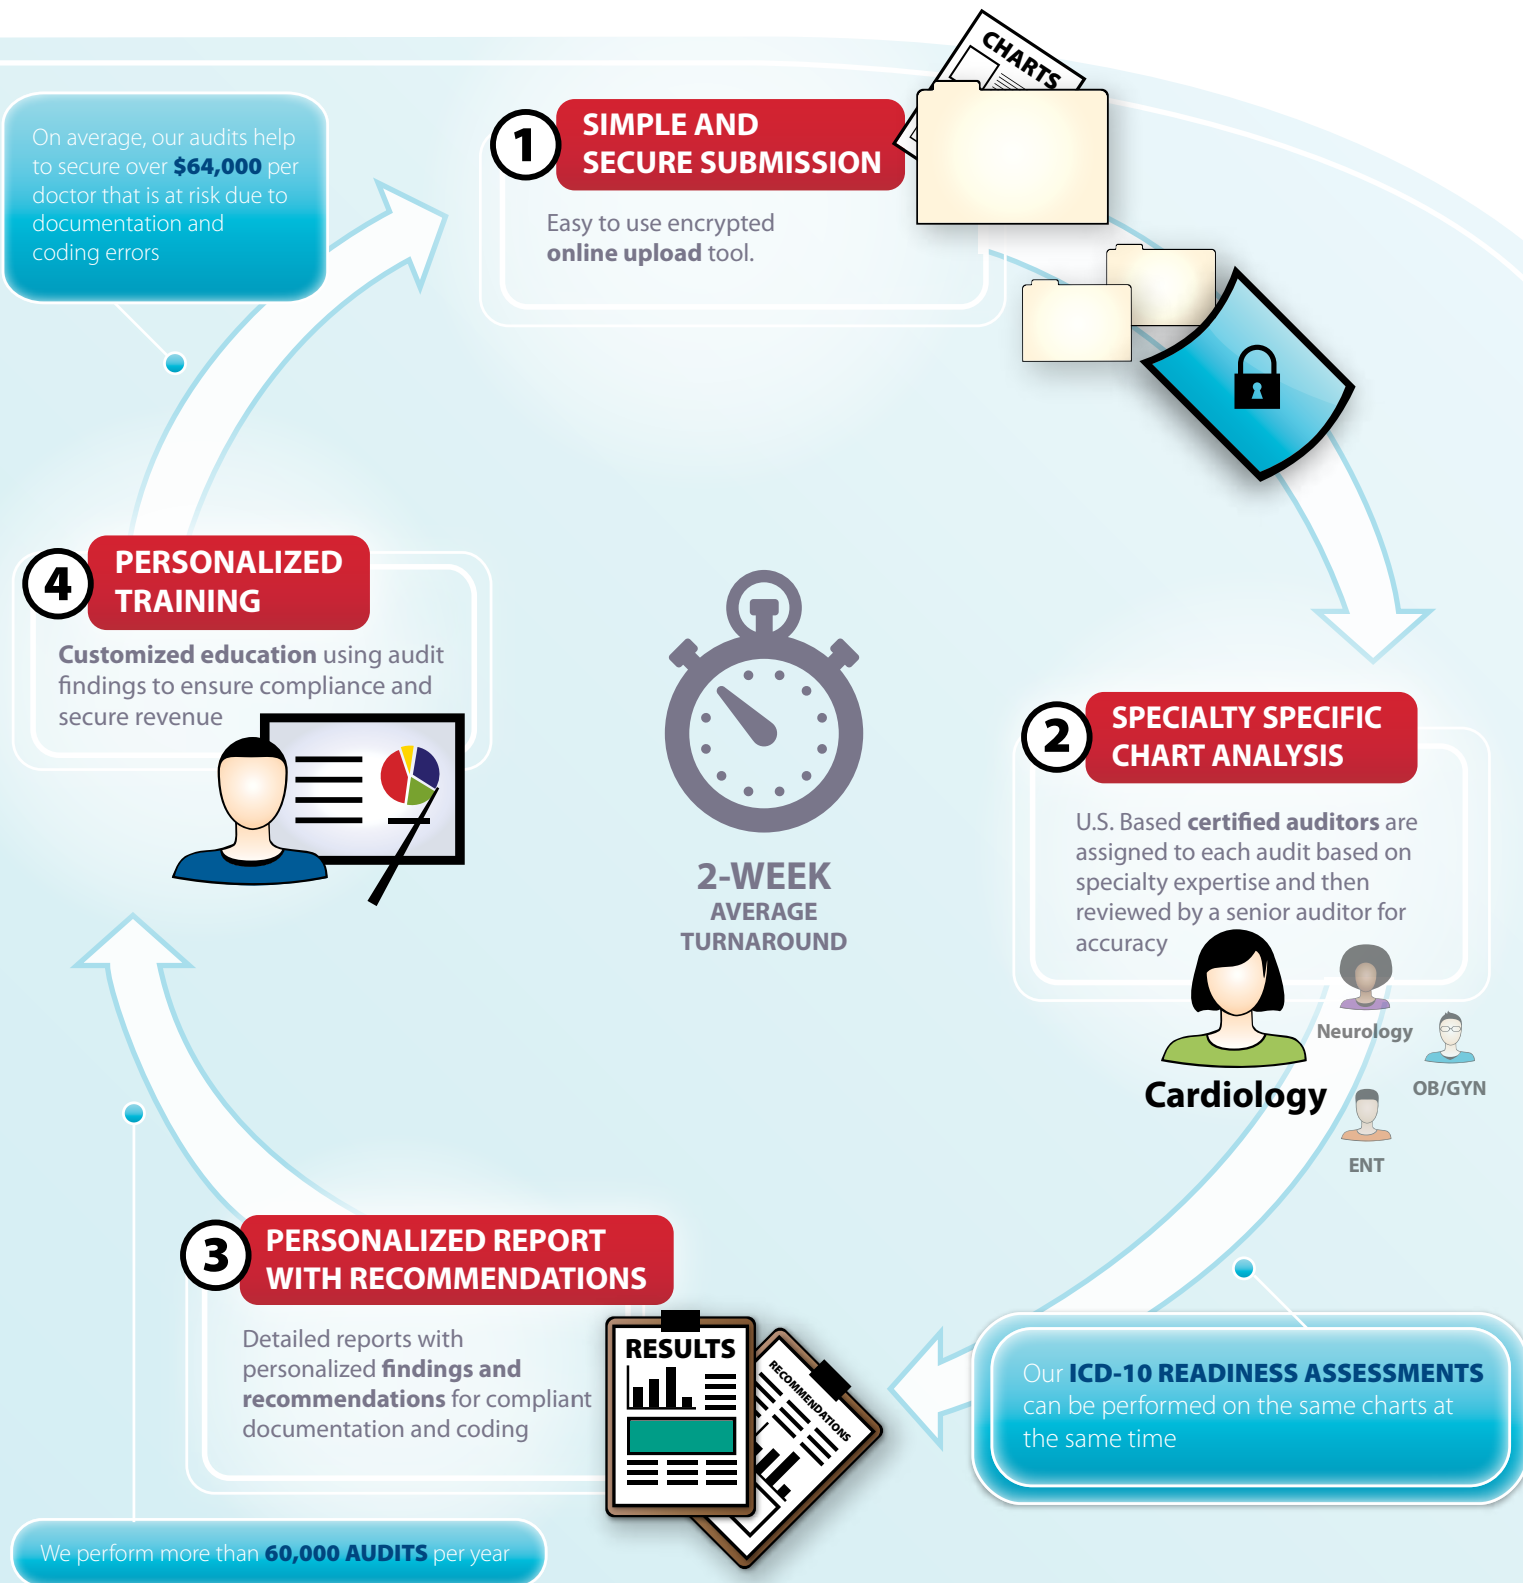 CHARTS
On average, our audits help
to secure over $64,000 per
doctor that is at risk due to
documentation and
coding errors
1
SIMPLE AND
SECURE SUBMISSION
Easy to use encrypted
online upload tool.
4
PERSONALIZED
TRAINING
Customized education using audit
findings to ensure compliance and
secure revenue
2-WEEK
AVERAGE
TURNAROUND
2
SPECIALTY SPECIFIC
CHART ANALYSIS
U.S. Based certified auditors are
assigned to each audit based on
specialty expertise and then
reviewed by a senior auditor for
accuracy
Neurology
OB/GYN
Cardiology
ENT
3
PERSONALIZED REPORT
WITH RECOMMENDATIONS
Detailed reports with
personalized findings and
recommendations for compliant
documentation and coding
RESULTS
RECOMMENDATIONS
Our ICD-10 READINESS ASSESSMENTS
can be performed on the same charts at
the same time
We perform more than 60,000 AUDITS per year